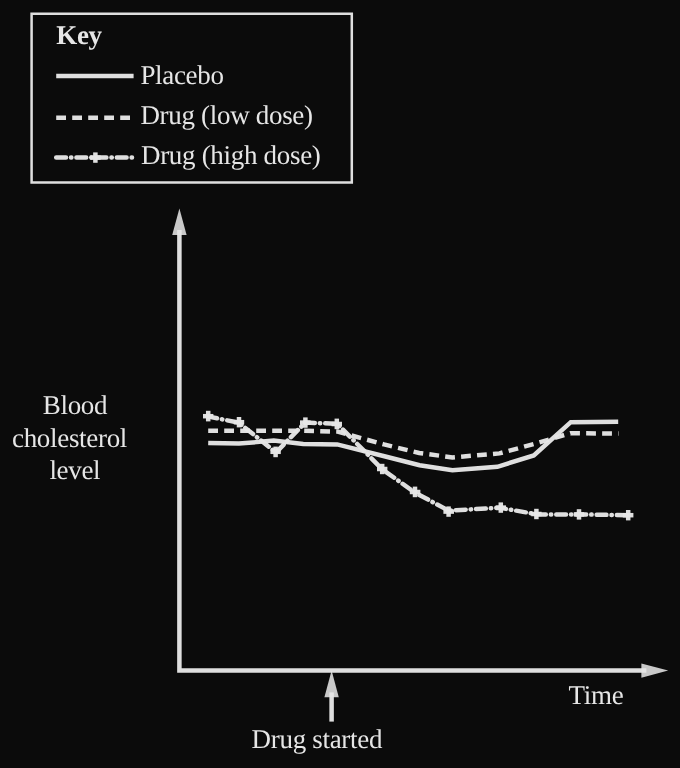 Key
Placebo
Drug (low dose)
Drug (high dose)
Blood
cholesterol
level
Time
Drug started